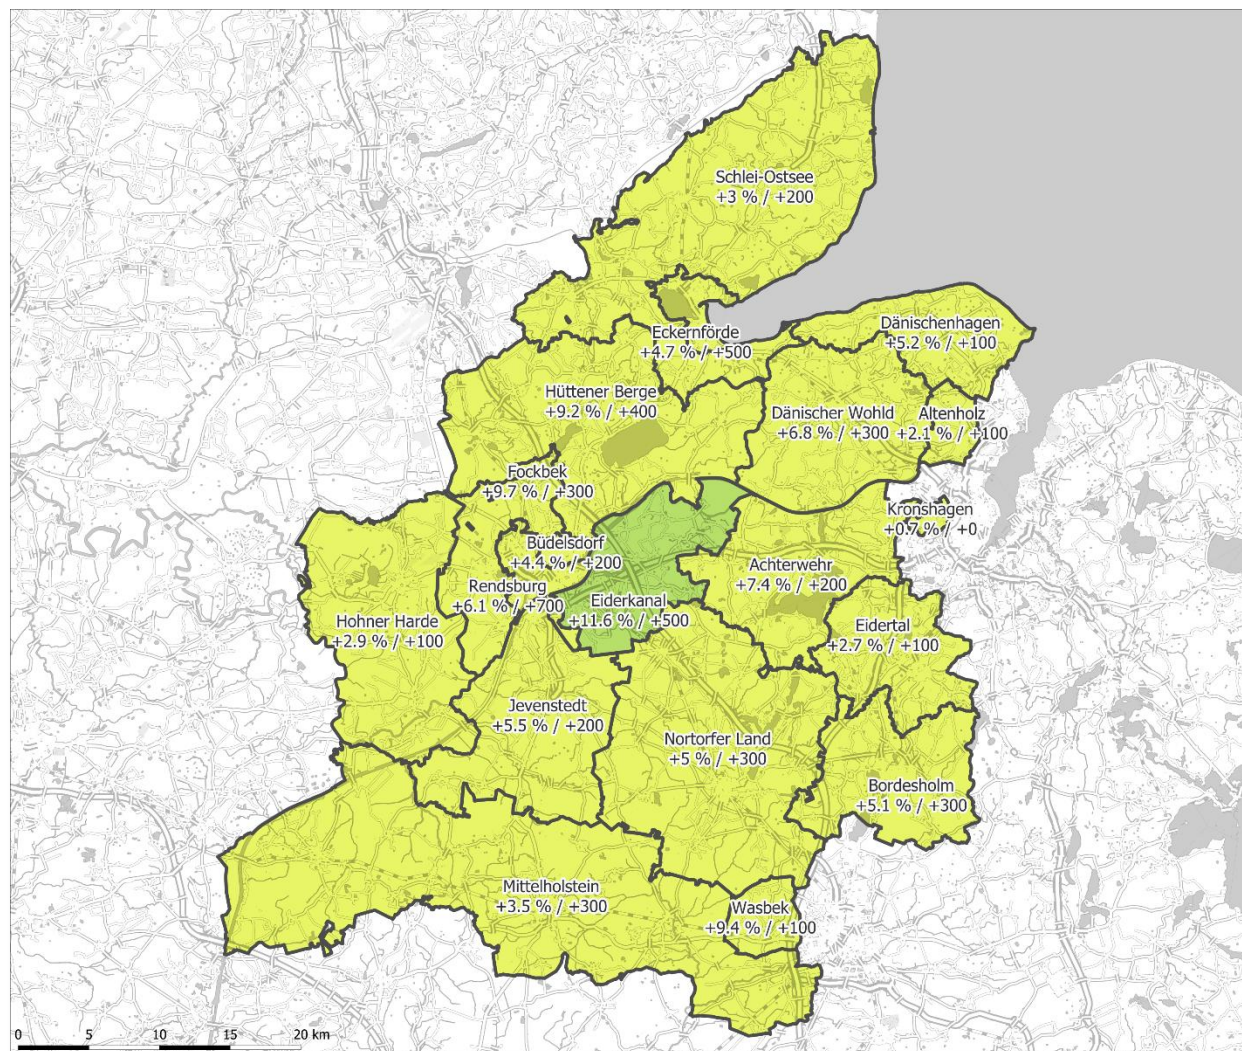 Schlei-Ostsee
+3 % / +200
Dänischenhagen
+5.2 % / +100
Eckernförde
+4.7 % / +500
Hüttener Berge
+9.2 % / +400
Dänischer Wohld
+6.8 % / +300
Altenholz
+2.1 % / +100
Fockbek
+9.7 % / +300
Kronshagen
+0.7 % / +0
Büdelsdorf
+4.4 % / +200
Achterwehr
+7.4 % / +200
Rendsburg
+6.1 % / +700
Eiderkanal
+11.6 % / +500
Hohner Harde
+2.9 % / +100
Eidertal
+2.7 % / +100
Jevenstedt
+5.5 % / +200
Nortorfer Land
+5 % / +300
Bordesholm
+5.1 % / +300
Mittelholstein
+3.5 % / +300
Wasbek
+9.4 % / +100
0 5 10 15 20 km